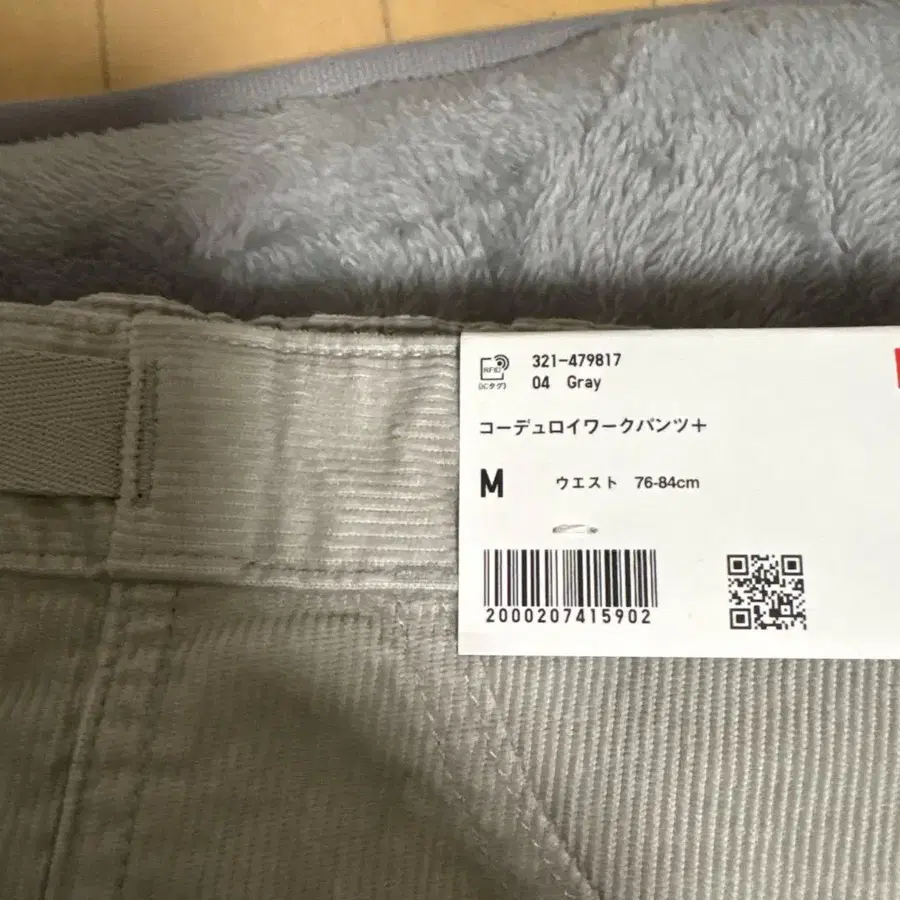 321-479817
RFID
04 Gray
(ICタグ)
コーデュロイワークパンツ+
M ウエスト 76-84cm
2000207415902